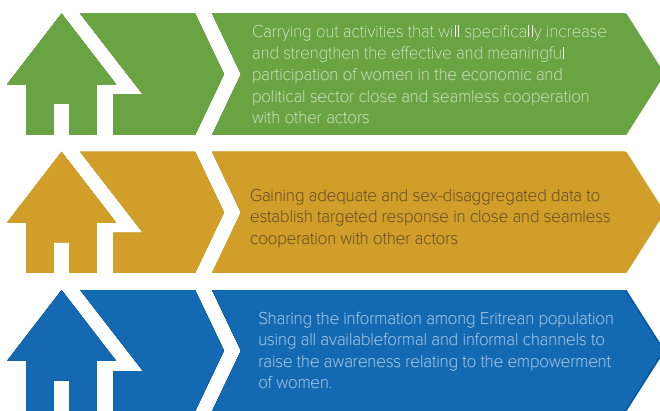 Carrying out activities that will specifically increase
and strengthen the effective and meaningful
participation of women in the economic and
political sector close and seamless cooperation
with other actors
Gaining adequate and sex-disaggregated data to
establish targeted response in close and seamless
cooperation with other actors
Sharing the information among Eritrean population
using all availableformal and informal channels to
raise the awareness relating to the empowerment
of women.